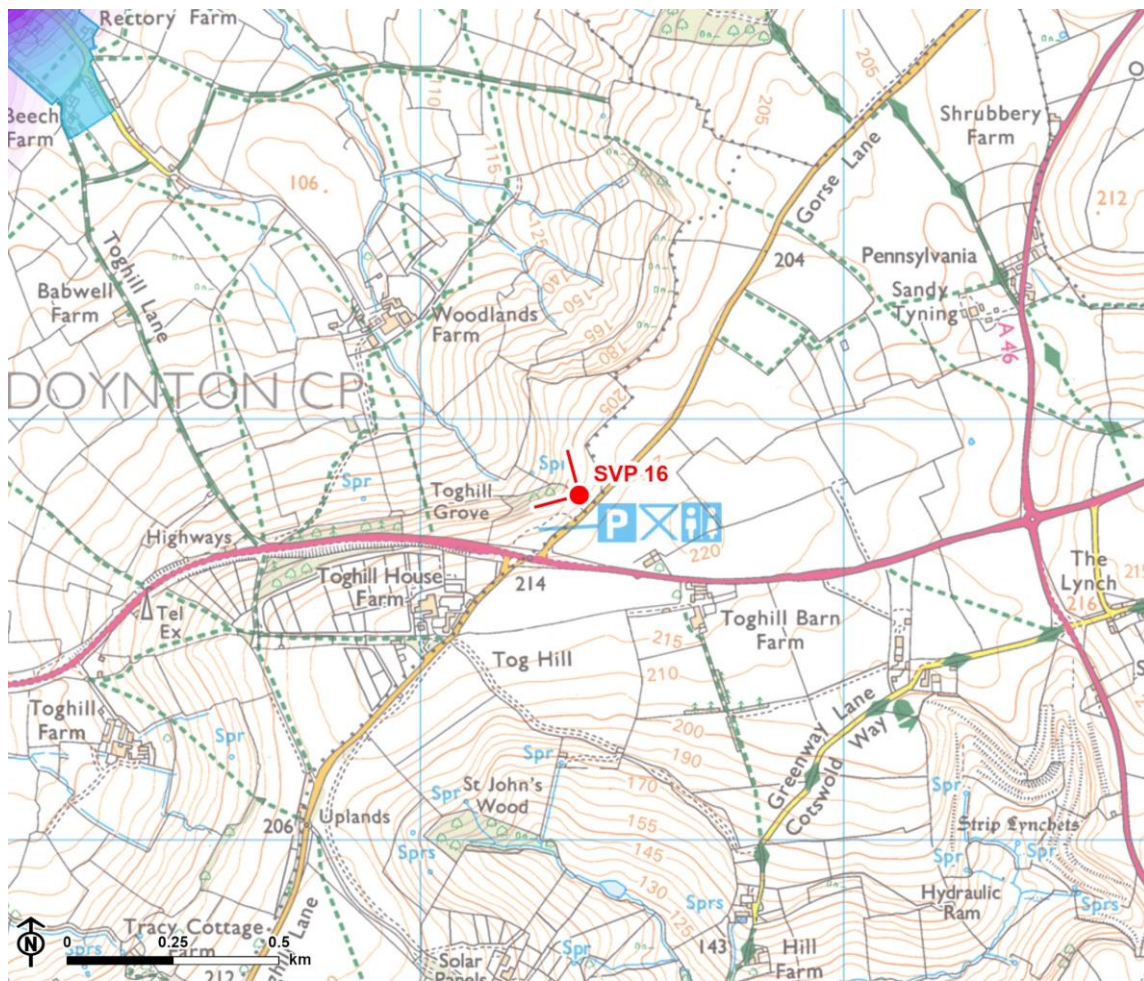 Rectory Farm
Beech
Farm
205
110
205
Shrubbery
Farm
Gorse Lane
212
106
115
125
140
150
165
180
204
Pennsylvania
Sandy
Tyning
Toghill Lane
Babwell
Farm
Woodlands
Farm
A 46
DOYNTON CP
205
SVP 16
Spr
Toghill
Grove
P
Highways
220
The
Lynch
216
Toghill House
Farm
214
Tel
Ex
Toghill Barn
Farm
215
210
Tog Hill
Toghill
Farm
Spr
200
190
Greenway Lane
Cotswold Way
Spr
St John's
Wood
170
Spr
Spr
155
206
Uplands
Sprs
145
Strip Lynchets
Spr
Spr
130
125
Sprs
Hydraulic
Ram
Sprs
Tracy Cottage
Farm
212
Lane
Sprs
Spr
143
Hill
Farm
Solar
Panels
N
0 0.25 0.5
km